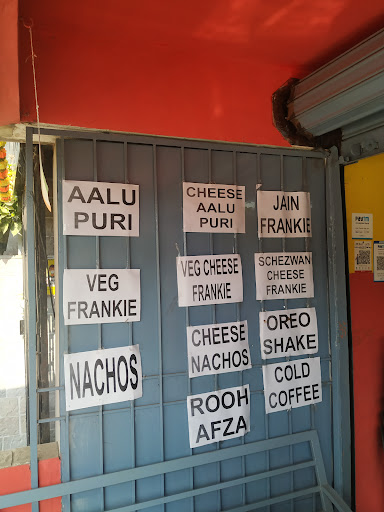 AALU
PURI
CHEESE
AALU
PURI
JAIN
FRANKIE
VEG
FRANKIE
VEG CHEESE
FRANKIE
SCHEZWAN
CHEESE
FRANKIE
NACHOS
CHEESE
NACHOS
OREO
SHAKE
ROOH
AFZA
COLD
COFFEE